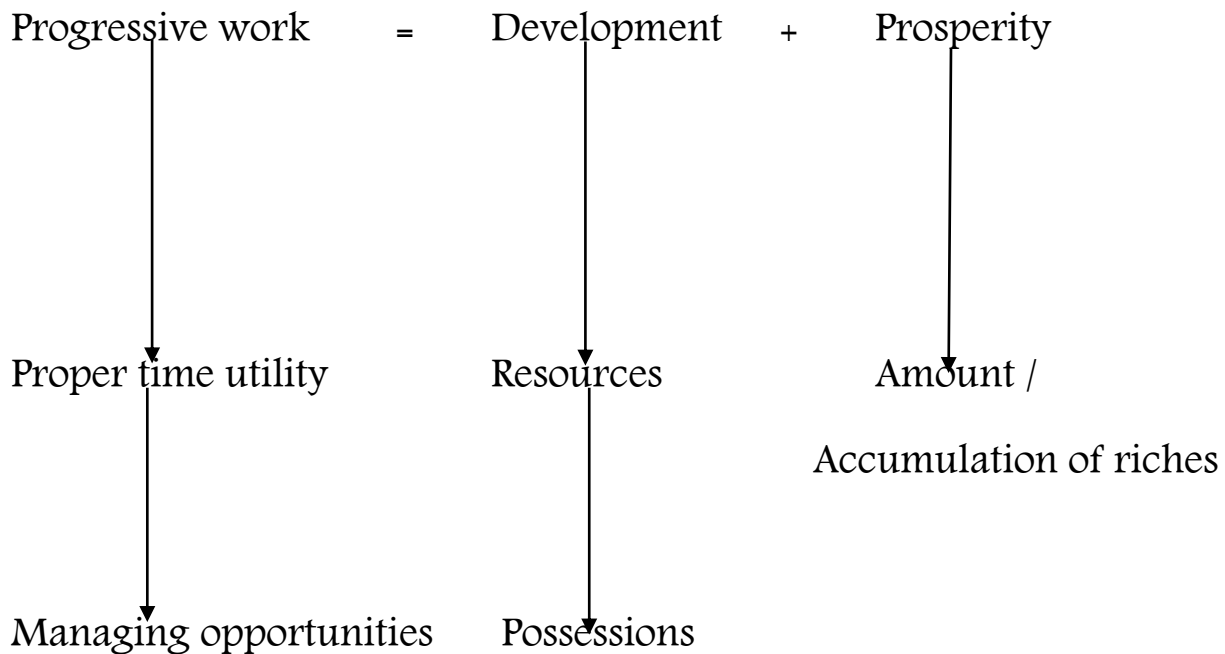 Progressive work = Development + Prosperity
Proper time utility Resources Amount /
Accumulation of riches
Managing opportunities Possessions